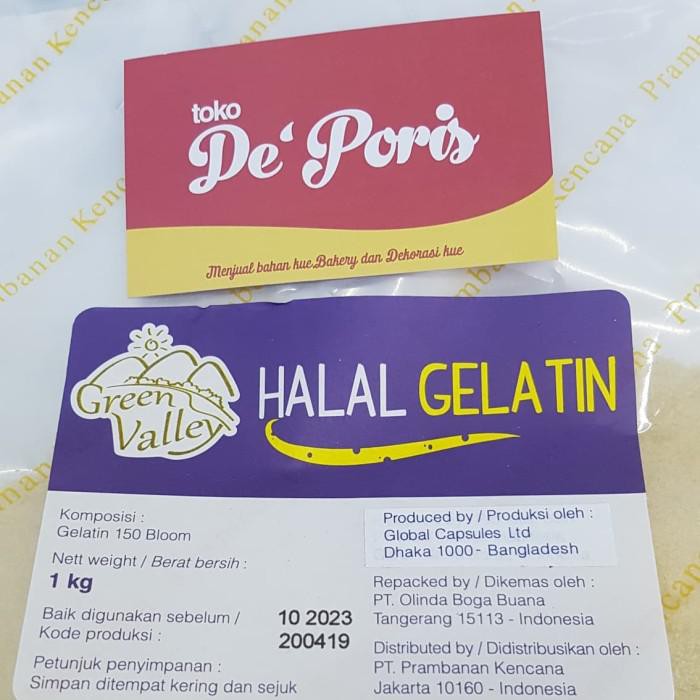 toko
De' Poris
Menjual bahan kue,Bakery dan Dekorasi kue
Green
Valley
HALAL GELATIN
Komposisi :
Gelatin 150 Bloom
Nett weight / Berat bersih :
1 kg
Baik digunakan sebelum / 10 2023
Kode produksi : 200419
Petunjuk penyimpanan :
Simpan ditempat kering dan sejuk
Produced by / Produksi oleh :
Global Capsules Ltd
Dhaka 1000 - Bangladesh
Repacked by / Dikemas oleh :
PT. Olinda Boga Buana
Tangerang 15113 - Indonesia
Distributed by / Didistribusikan oleh :
PT. Prambanan Kencana
Jakarta 10160 - Indonesia
Prambanan Kencana